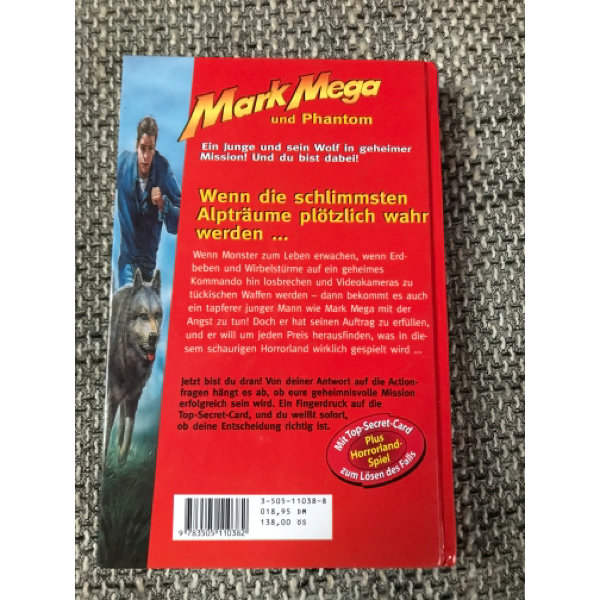 Mark Mega
und Phantom
Ein Junge und sein Wolf in geheimer
Mission! Und du bist dabei!
Wenn die schlimmsten
Alpträume plötzlich wahr
werden ...
Wenn Monster zum Leben erwachen, wenn Erd-
beben und Wirbelstürme auf ein geheimes
Kommando hin losbrechen und Videokameras zu
tückischen Waffen werden – dann bekommt es auch
ein tapferer junger Mann wie Mark Mega mit der
Angst zu tun! Doch er hat seinen Auftrag zu erfüllen,
und er will um jeden Preis herausfinden, was in die-
sem schaurigen Horrorland wirklich gespielt wird ...
Jetzt bist du dran! Von deiner Antwort auf die Action-
fragen hängt es ab, ob eure geheimnisvolle Mission
erfolgreich sein wird. Ein Fingerdruck auf die
Top-Secret-Card, und du weißt sofort,
ob deine Entscheidung richtig ist.
Mit Top-Secret-Card
Plus
Horrorland-
Spiel
zum Lösen des Falls
3-505-11038-8
018,95 DM
138,00 ÖS
9 783505 110382